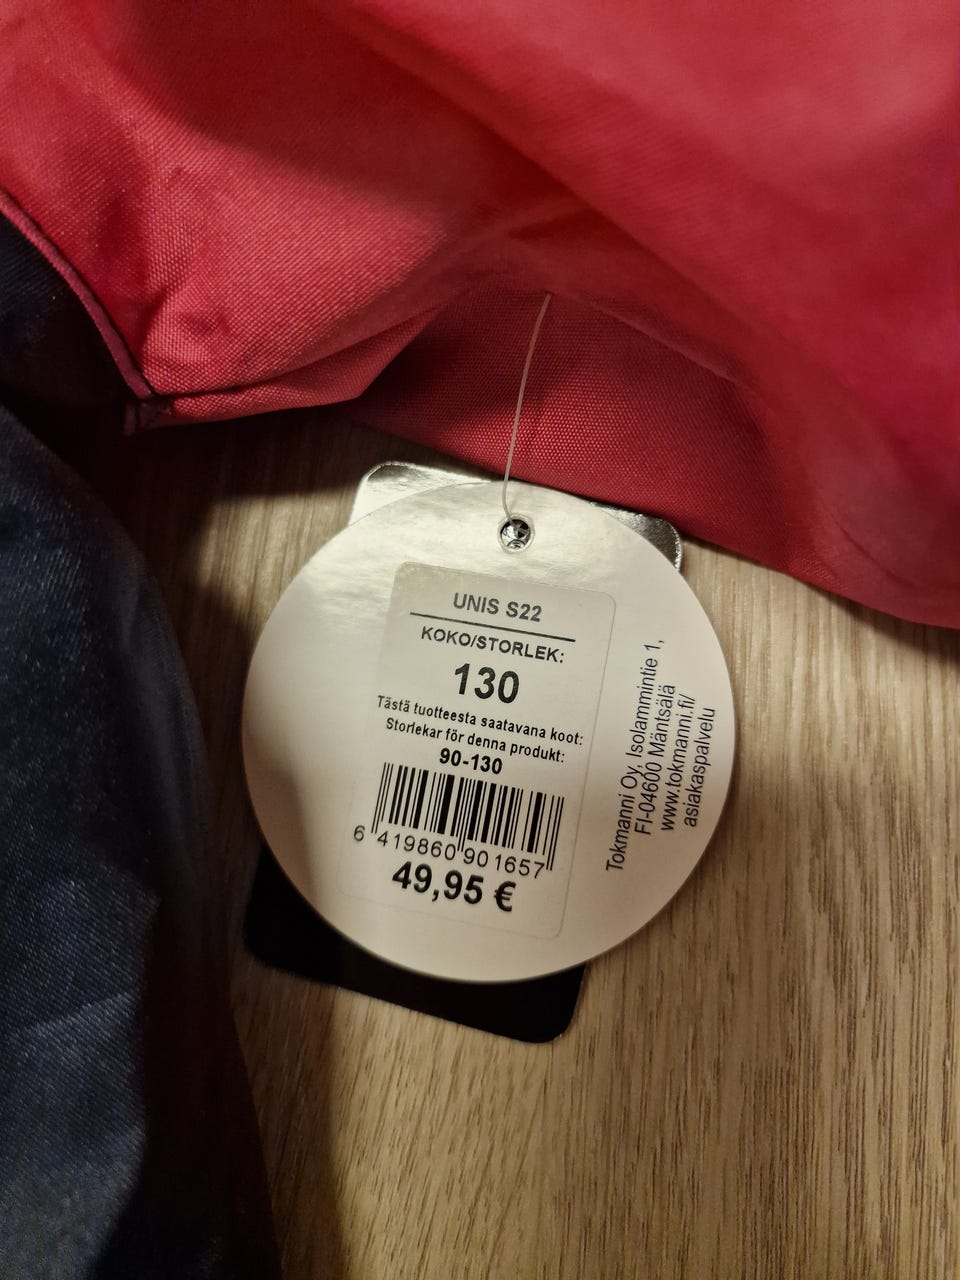 UNIS S22
KOKO/STORLEK:
130
Tästä tuotteesta saatavana koot:
Storlekar för denna produkt:
90-130
6 419860 901657
49,95 €
Tokmanni Oy, Isolammintie 1,
FI-04600 Mäntsälä
www.tokmanni.fi/
asiakaspalvelu